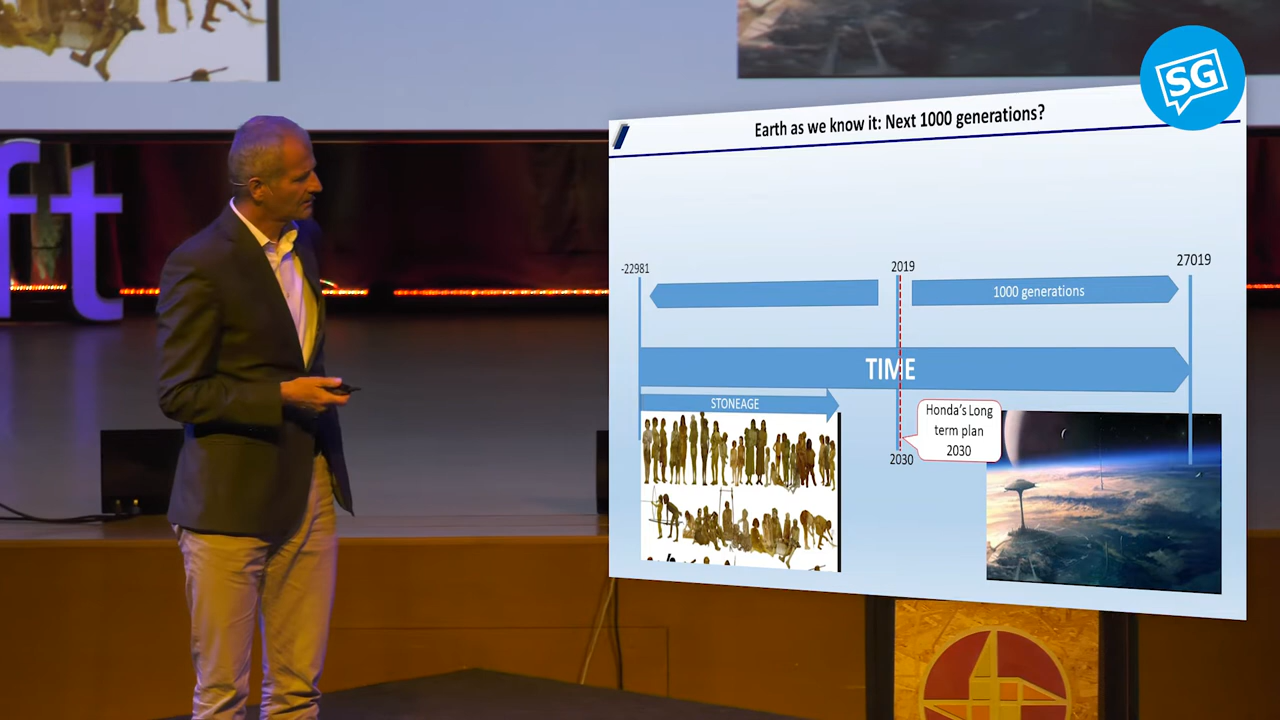 SG
Earth as we know it: Next 1000 generations?
-22981
2019
27019
1000 generations
TIME
STONEAGE
Honda's Long
term plan
2030
2030
ft